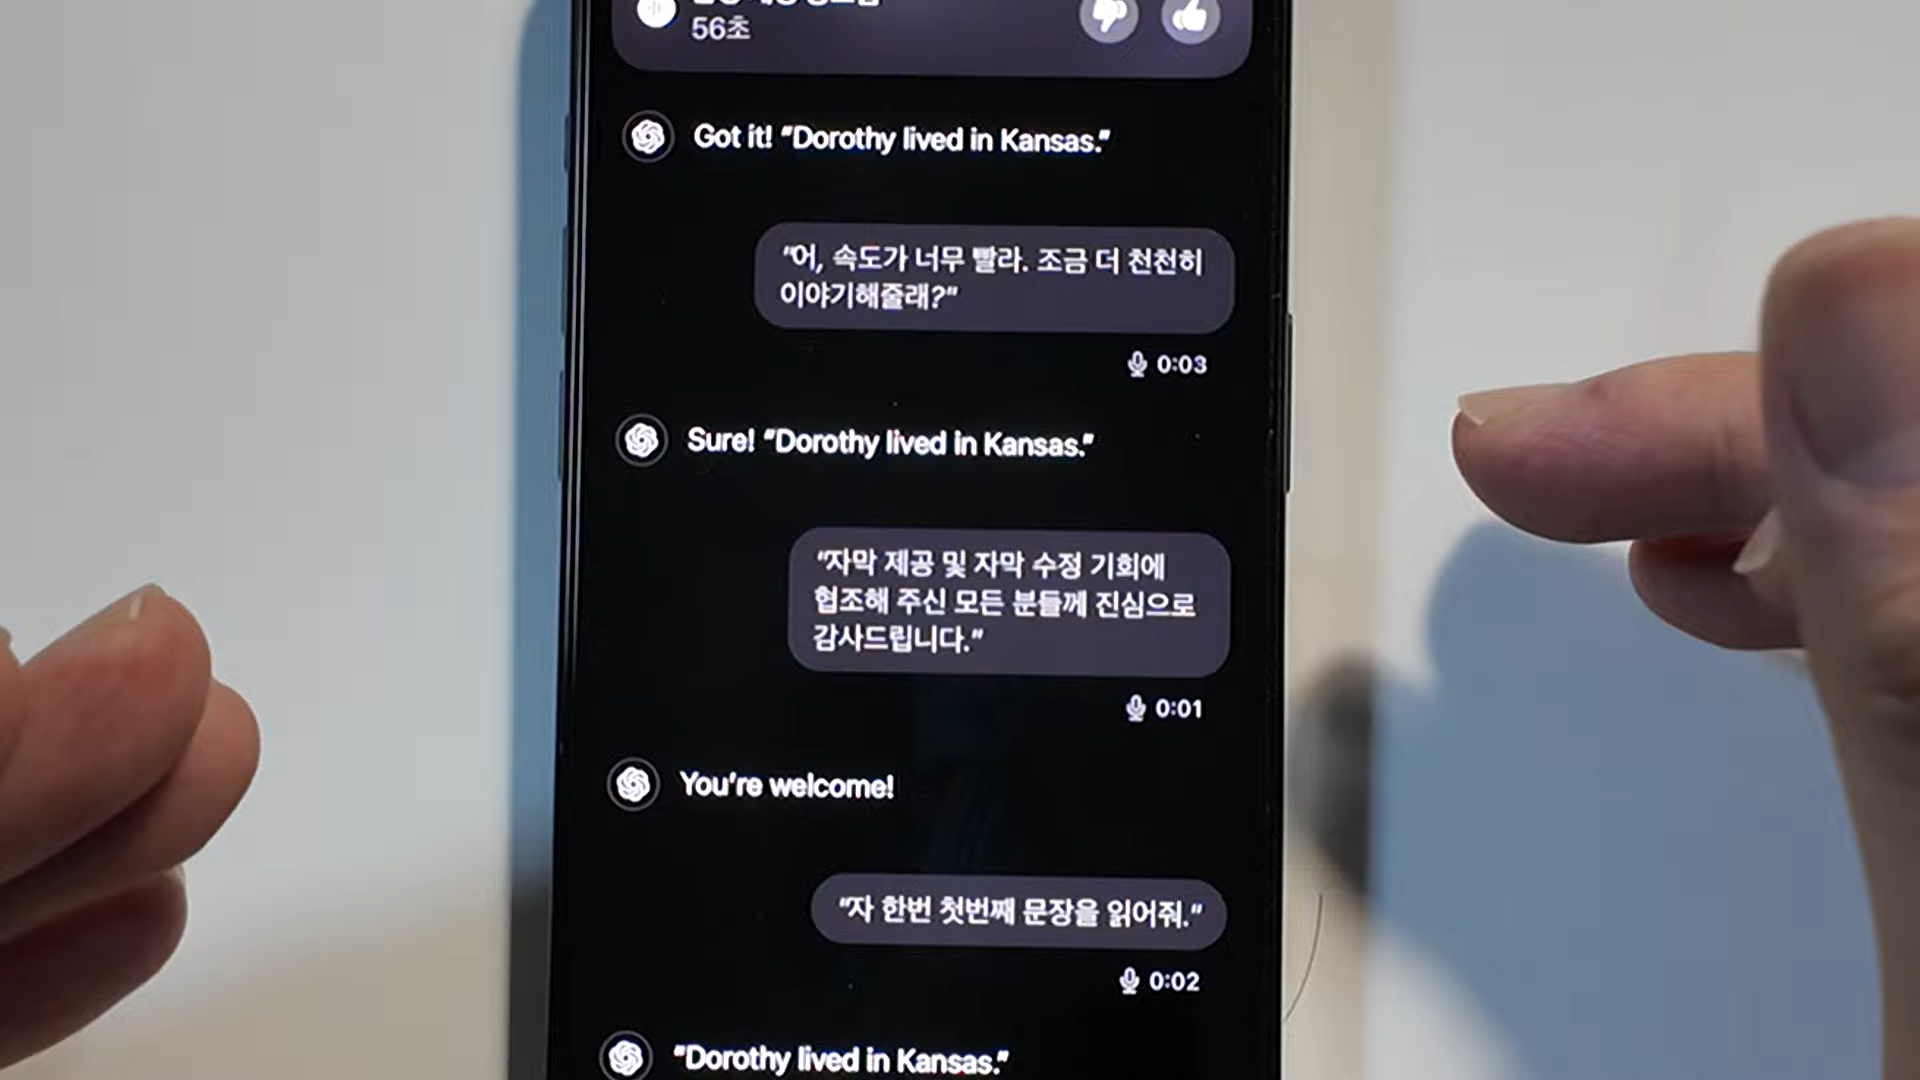 56초
Got it! “Dorothy lived in Kansas.”
“어, 속도가 너무 빨라. 조금 더 천천히
이야기해줄래?”
0:03
Sure! “Dorothy lived in Kansas.”
“자막 제공 및 자막 수정 기회에
협조해 주신 모든 분들께 진심으로
감사드립니다.”
0:01
You’re welcome!
“자 한번 첫번째 문장을 읽어줘.”
0:02
“Dorothy lived in Kansas.”